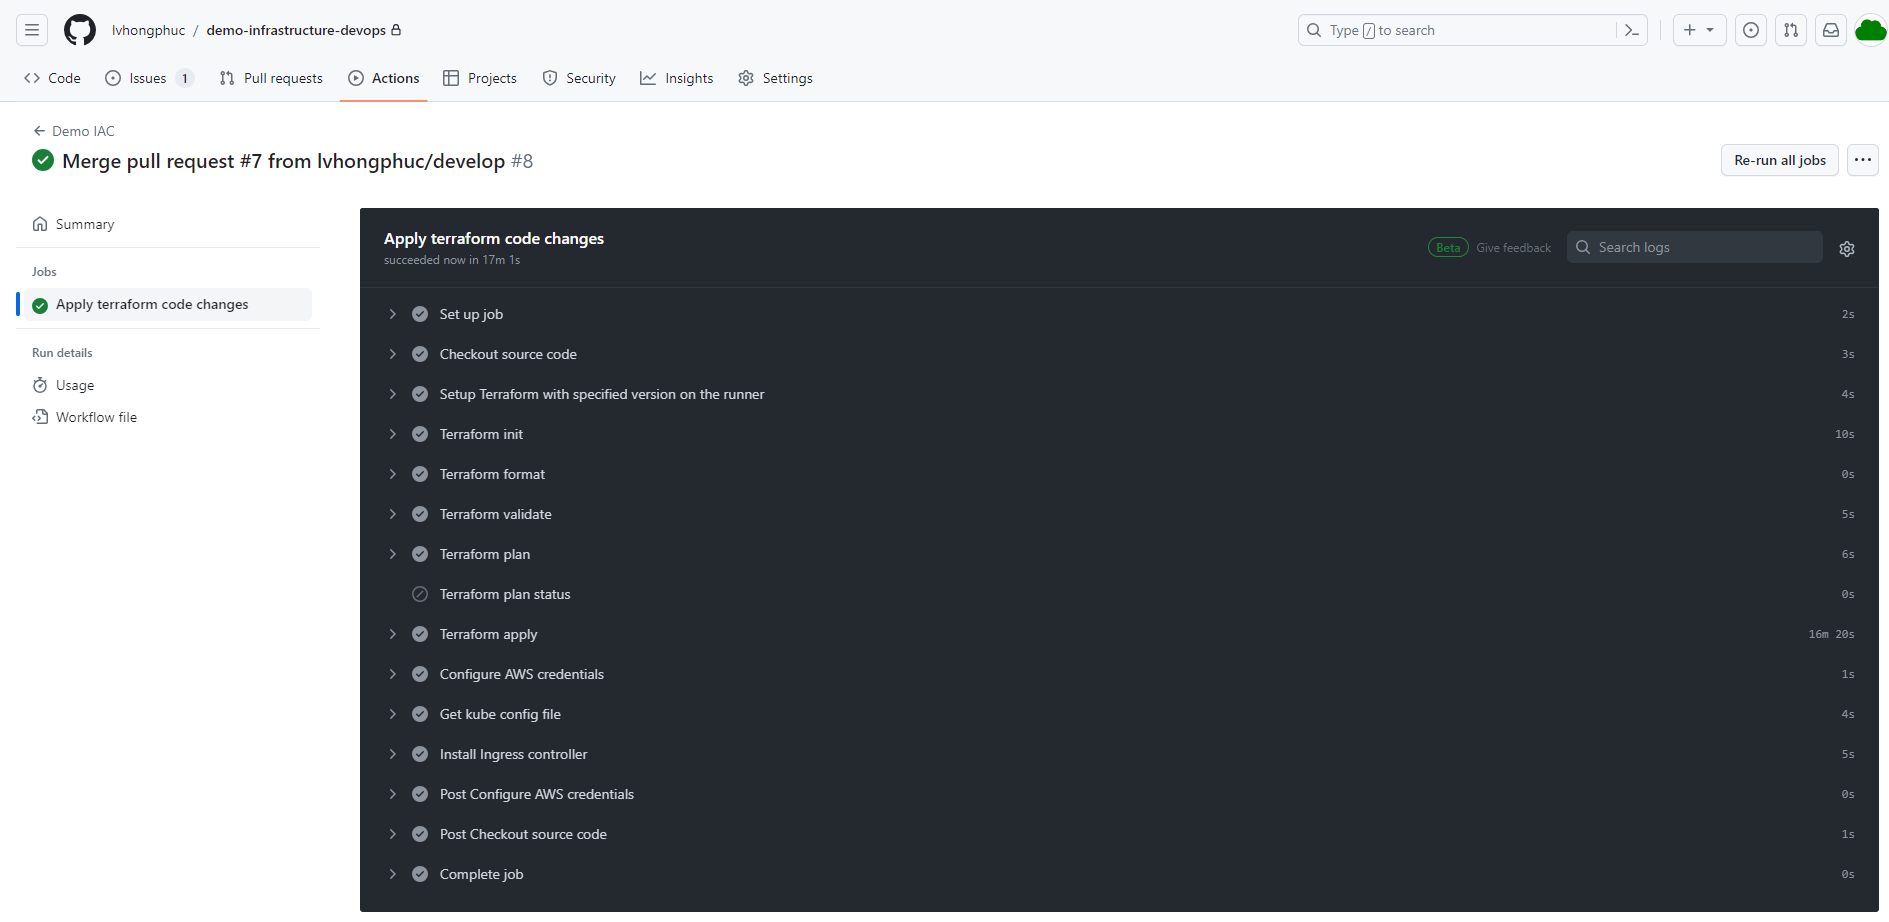 lvhongphuc / demo-infrastructure-devops
Type / to search
Code
Issues 1
Pull requests
Actions
Projects
Security
Insights
Settings
Demo IAC
Merge pull request #7 from lvhongphuc/develop #8
Re-run all jobs
Summary
Jobs
Apply terraform code changes
Run details
Usage
Workflow file
Apply terraform code changes
succeeded now in 17m 1s
Beta Give feedback
Search logs
Set up job 2s
Checkout source code 3s
Setup Terraform with specified version on the runner 4s
Terraform init 10s
Terraform format 0s
Terraform validate 5s
Terraform plan 6s
Terraform plan status 0s
Terraform apply 16m 20s
Configure AWS credentials 1s
Get kube config file 4s
Install Ingress controller 5s
Post Configure AWS credentials 0s
Post Checkout source code 1s
Complete job 0s